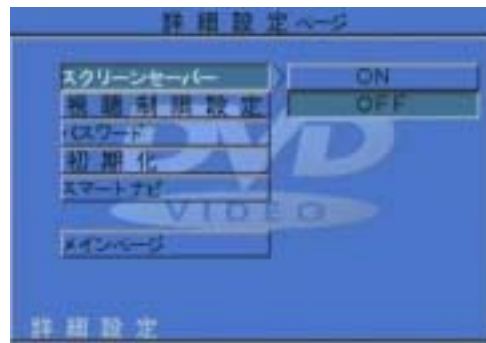 詳細設定ページ
スクリーンセーバー
ON
視聴制限設定
OFF
パスワード
初期化
スマートナビ
メインページ
DVD
VIDEO
詳細設定